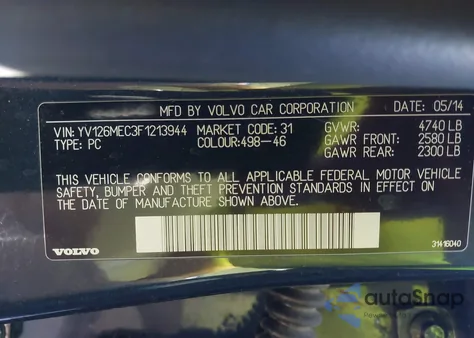 MFD BY VOLVO CAR CORPORATION DATE: 05/14
VIN: YV126MEC3F1213944 MARKET CODE: 31 GVWR: 4740 LB
TYPE: PC COLOUR:498-46 GAWR FRONT: 2580 LB
GAWR REAR: 2300 LB
THIS VEHICLE CONFORMS TO ALL APPLICABLE FEDERAL MOTOR VEHICLE
SAFETY, BUMPER AND THEFT PREVENTION STANDARDS IN EFFECT ON
THE DATE OF MANUFACTURE SHOWN ABOVE.
VOLVO 31416040
autoSnap